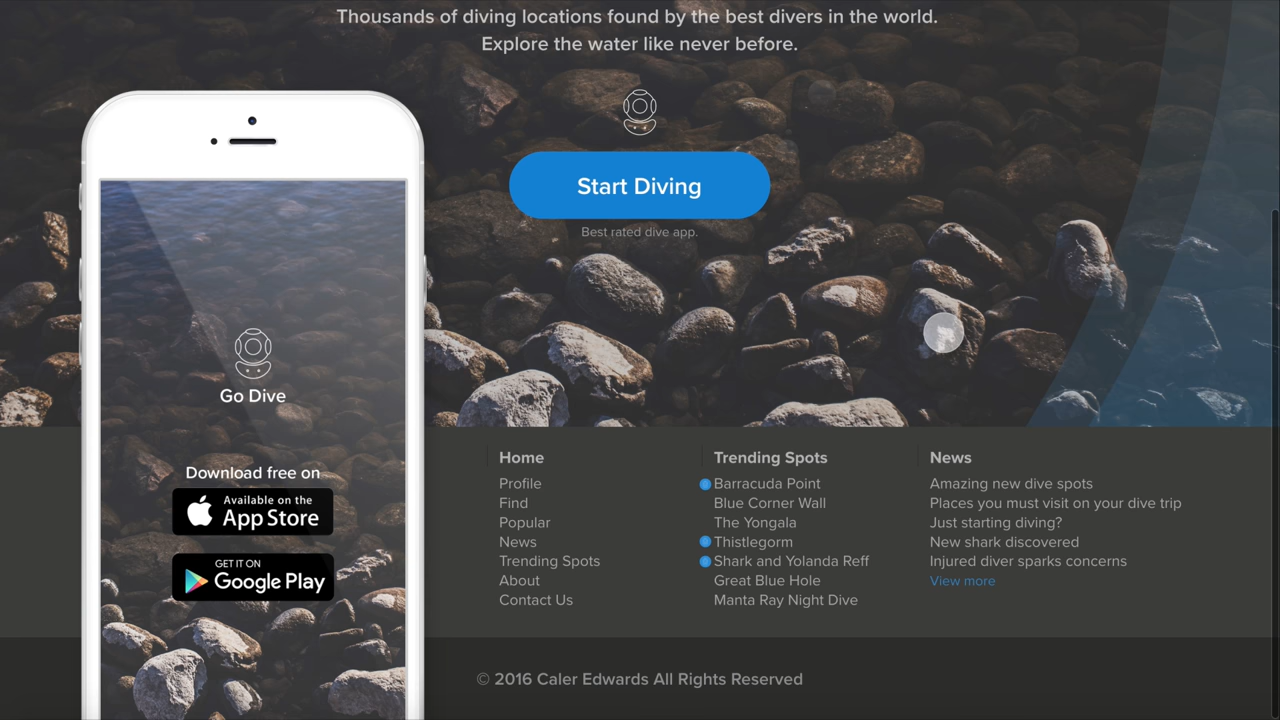 Thousands of diving locations found by the best divers in the world.
Explore the water like never before.
Start Diving
Best rated dive app.
Go Dive
Download free on
Available on the
App Store
GET IT ON
Google Play
Home
Profile
Find
Popular
News
Trending Spots
About
Contact Us
Trending Spots
Barracuda Point
Blue Corner Wall
The Yongala
Thistlegorm
Shark and Yolanda Reff
Great Blue Hole
Manta Ray Night Dive
News
Amazing new dive spots
Places you must visit on your dive trip
Just starting diving?
New shark discovered
Injured diver sparks concerns
View more
© 2016 Caler Edwards All Rights Reserved